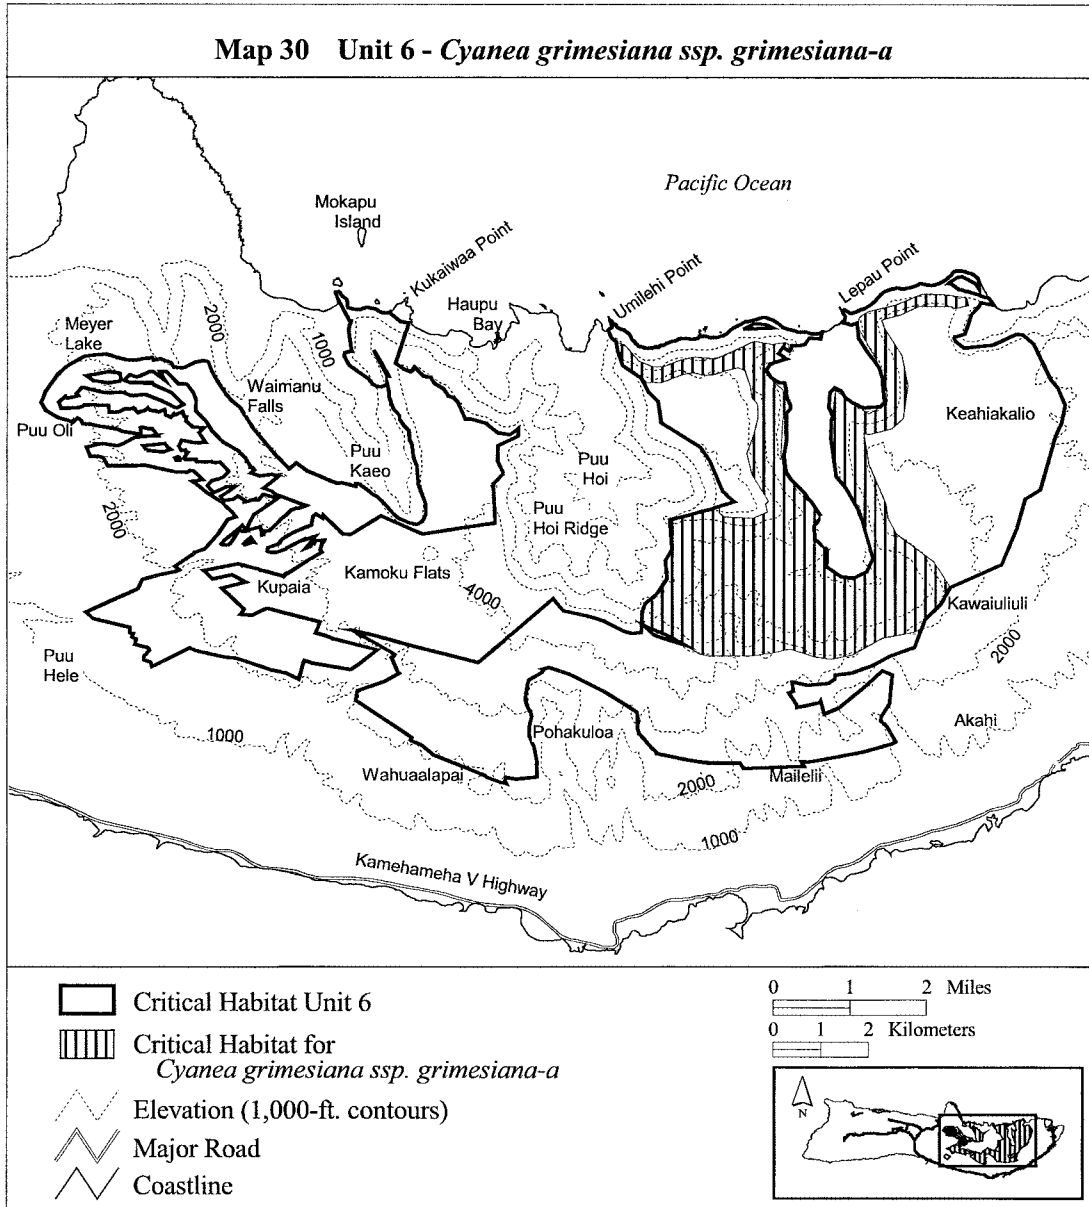 Map 30    Unit 6 - Cyanea grimesiana ssp. grimesiana-a
Pacific Ocean
Mokapu
Island
Kukaiwaa Point
Haupu
Bay
Umilehi Point
Lepau Point
Meyer
Lake
2000
1000
Waimanu
Falls
Keahiakalio
Puu Oli
Puu
Kaeo
Puu
Hoi
Puu
Hoi Ridge
2000
Kupaia
Kamoku Flats
4000
Kawaiuliuli
2000
Puu
Hele
Akahi
1000
Pohakuloa
Wahuaalapai
Mailelii
2000
1000
Kamehameha V Highway
Critical Habitat Unit 6
Critical Habitat for
Cyanea grimesiana ssp. grimesiana-a
Elevation (1,000-ft. contours)
Major Road
Coastline
0 1 2 Miles
0 1 2 Kilometers
N